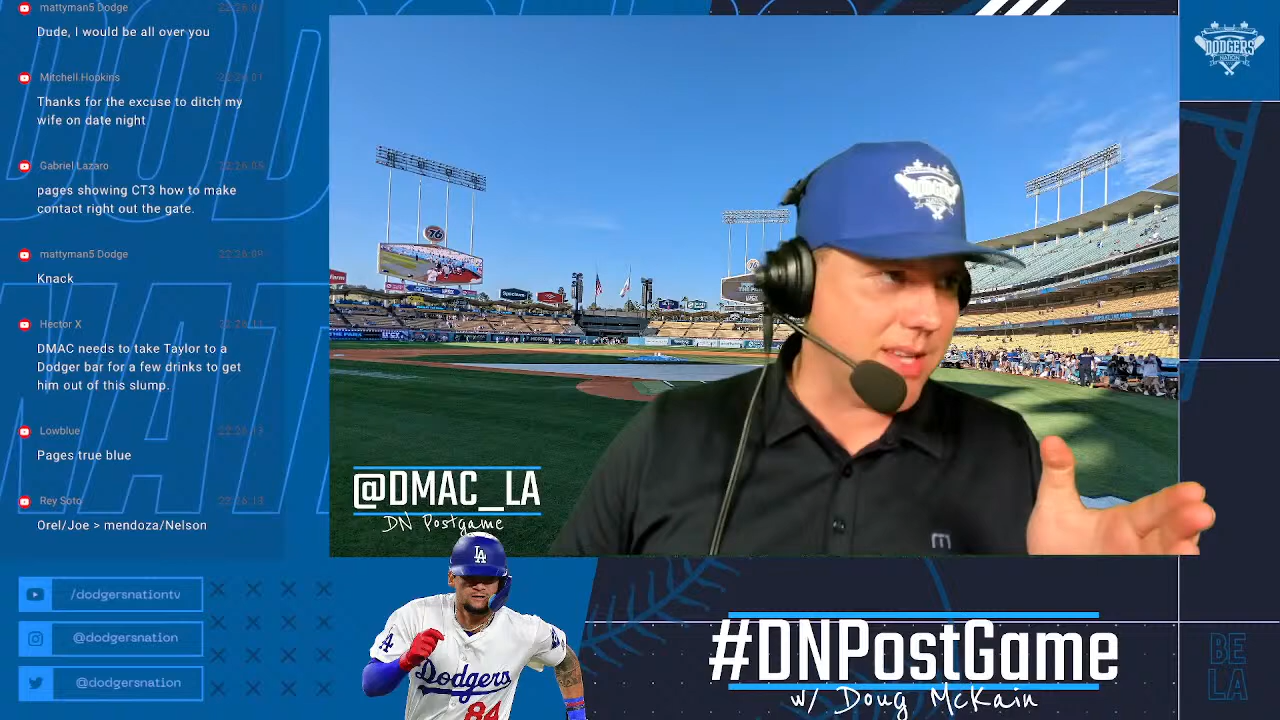 mattyman5 Dodge
Dude, I would be all over you
Mitchell Hopkins
Thanks for the excuse to ditch my
wife on date night
Gabriel Lazaro
pages showing CT3 how to make
contact right out the gate.
mattyman5 Dodge
Knack
Hector X
DMAC needs to take Taylor to a
Dodger bar for a few drinks to get
him out of this slump.
Lowblue
Pages true blue
Rey Soto
Orel/Joe > mendoza/Nelson
DODGERS
NATION
DODGERS
76
@DMAC_LA
DN Postgame
/dodgersnationtv
@dodgersnation
@dodgersnation
LA
Dodgers
84
#DNPostGame
w/ Doug McKain
BE
LA